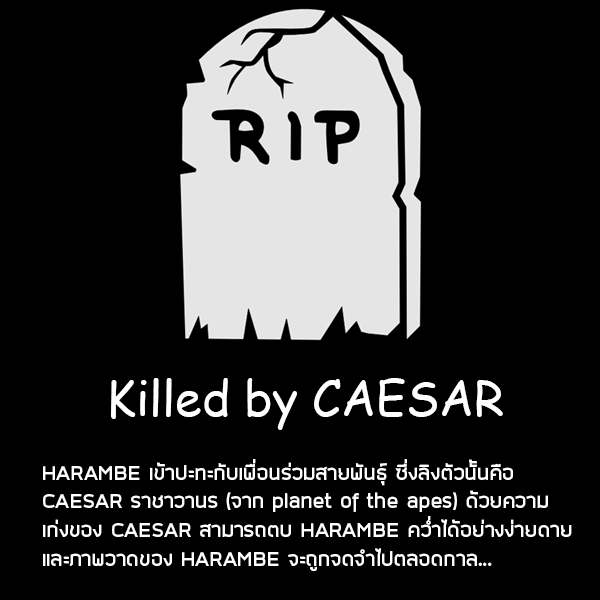 RIP
Killed by CAESAR
HARAMBE เข้าปะทะกับเพื่อนร่วมสายพันธุ์ ซึ่งลิงตัวนั้นคือ
CAESAR ราชาวานร (จาก planet of the apes) ด้วยความ
เก่งของ CAESAR สามารถตบ HARAMBE คว่ำได้อย่างง่ายดาย
และภาพวาดของ HARAMBE จะถูกจดจำไปตลอดกาล...